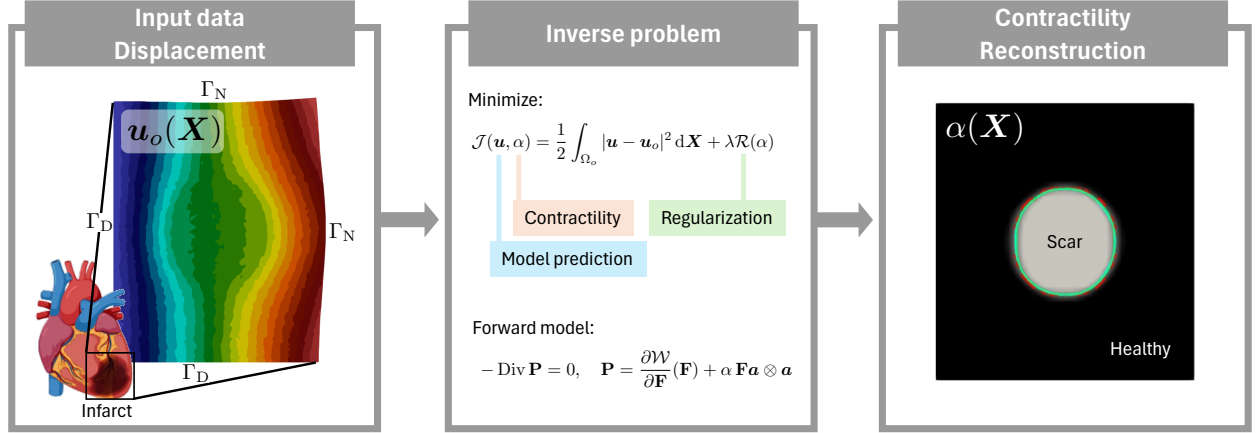 Input data
Displacement
Γ_N
u_o(X)
Γ_D
Γ_N
Γ_D
Infarct
Inverse problem
Minimize:
𝒥(u, α) = 1/2 ∫_{Ω_o} |u − u_o|² dX + λℛ(α)
Contractility
Regularization
Model prediction
Forward model:
− Div P = 0, P = ∂𝒲/∂F (F) + α Fa ⊗ a
Contractility
Reconstruction
α(X)
Scar
Healthy